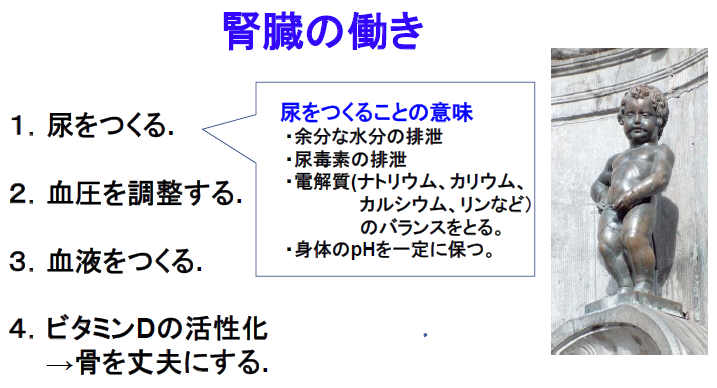 腎臓の働き
1. 尿をつくる.
尿をつくることの意味
・余分な水分の排泄
・尿毒素の排泄
・電解質(ナトリウム、カリウム、
カルシウム、リンなど)
のバランスをとる。
・身体のpHを一定に保つ。
2. 血圧を調整する.
3. 血液をつくる.
4. ビタミンDの活性化
→骨を丈夫にする.